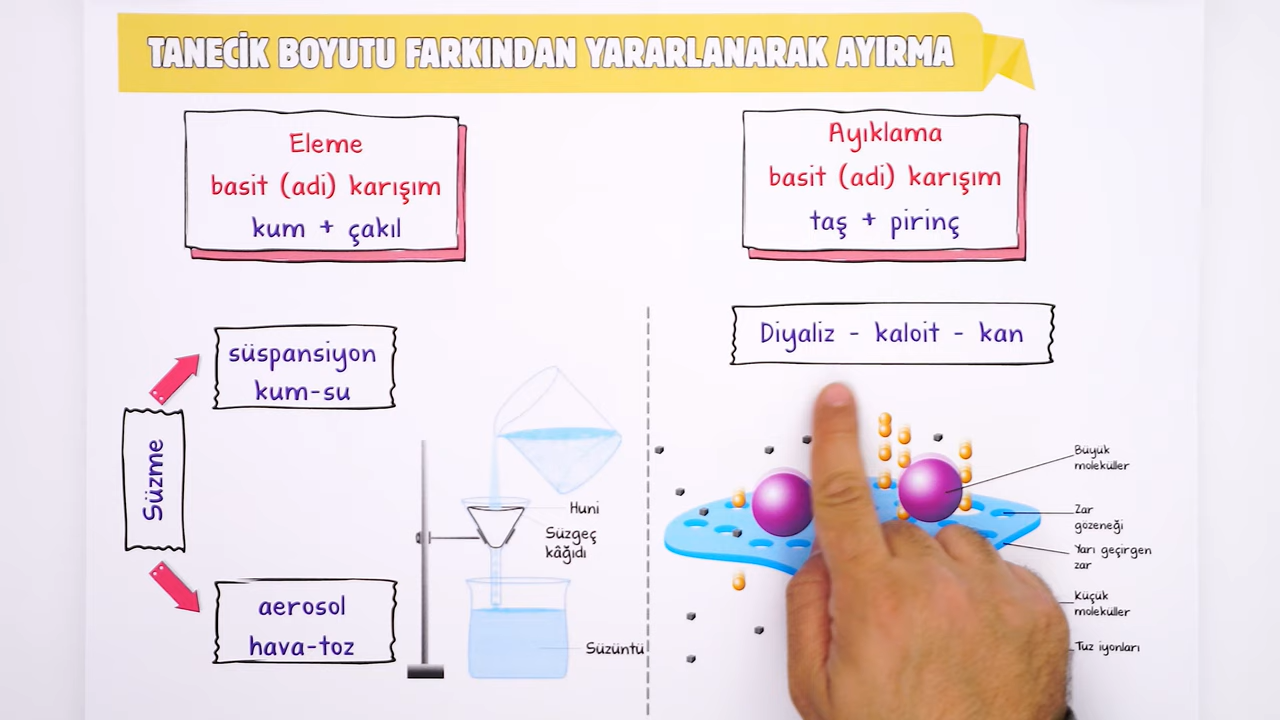 TANECİK BOYUTU FARKINDAN YARARLANARAK AYIRMA
Eleme
basit (adi) karışım
kum + çakıl
Ayıklama
basit (adi) karışım
taş + pirinç
Süzme
süspansiyon
kum-su
aerosol
hava-toz
Huni
Süzgeç
kâğıdı
Süzüntü
Diyaliz - kaloit - kan
Büyük
moleküller
Zar
gözeneği
Yarı geçirgen
zar
Küçük
moleküller
Tuz iyonları